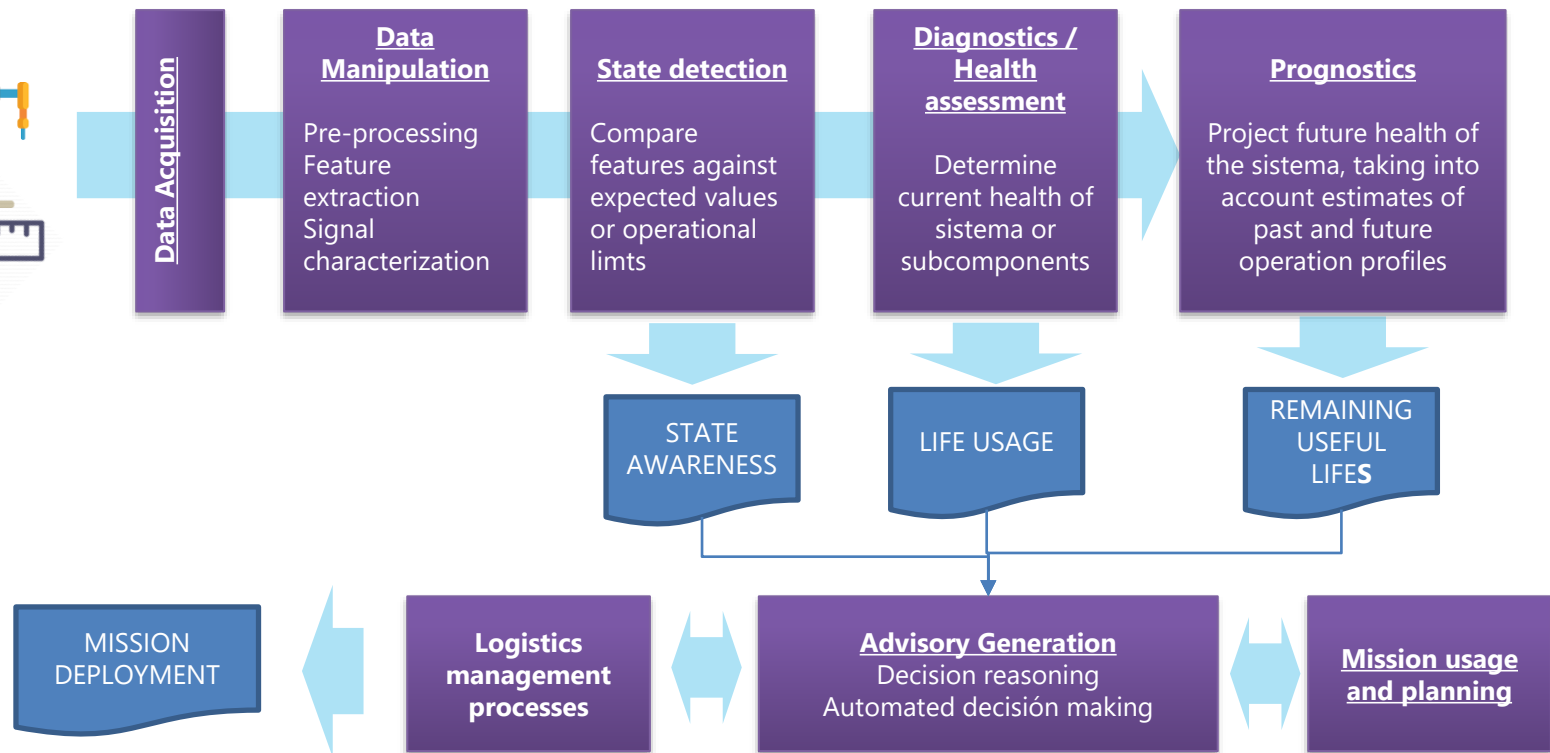 Data Acquisition
Data
Manipulation
Pre-processing
Feature
extraction
Signal
characterization
State detection
Compare
features against
expected values
or operational
limts
Diagnostics /
Health
assessment
Determine
current health of
sistema or
subcomponents
Prognostics
Project future health of
the sistema, taking into
account estimates of
past and future
operation profiles
STATE
AWARENESS
LIFE USAGE
REMAINING
USEFUL
LIFES
MISSION
DEPLOYMENT
Logistics
management
processes
Advisory Generation
Decision reasoning
Automated decisión making
Mission usage
and planning